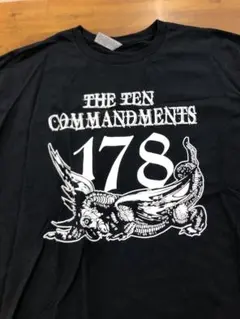 THE TEN
COMMANDMENTS
178